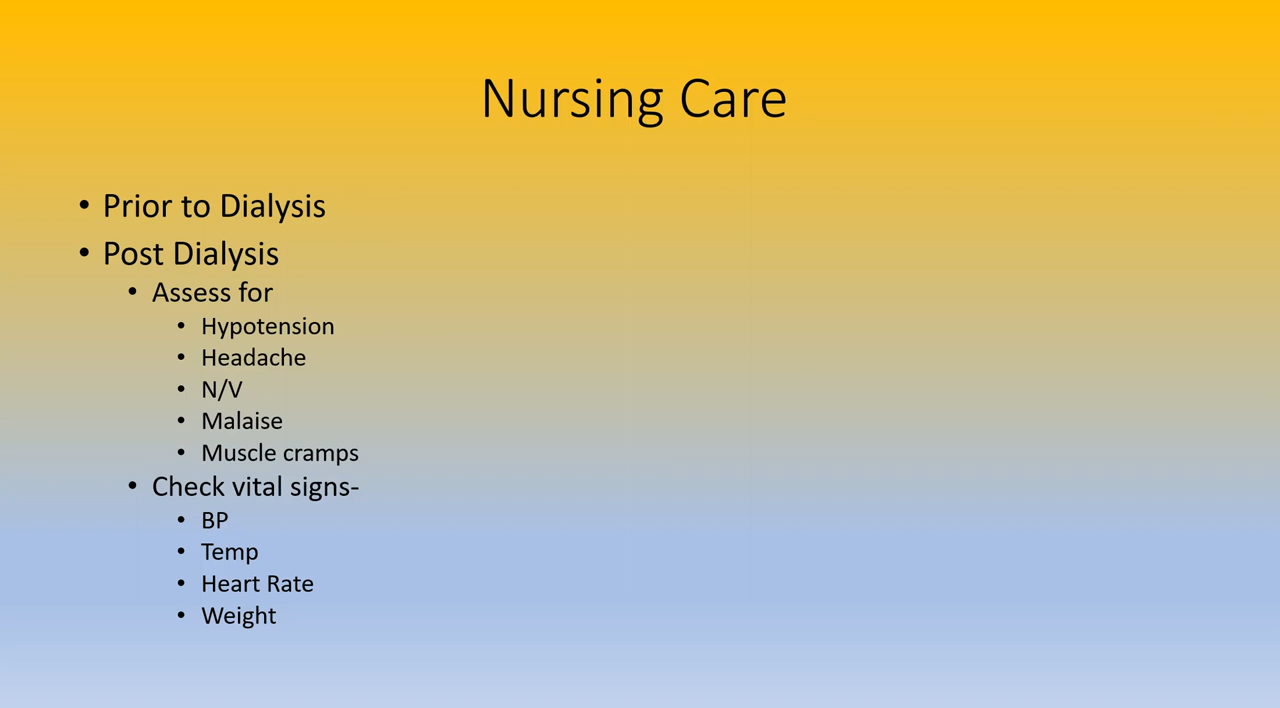 Nursing Care
• Prior to Dialysis
• Post Dialysis
• Assess for
• Hypotension
• Headache
• N/V
• Malaise
• Muscle cramps
• Check vital signs-
• BP
• Temp
• Heart Rate
• Weight